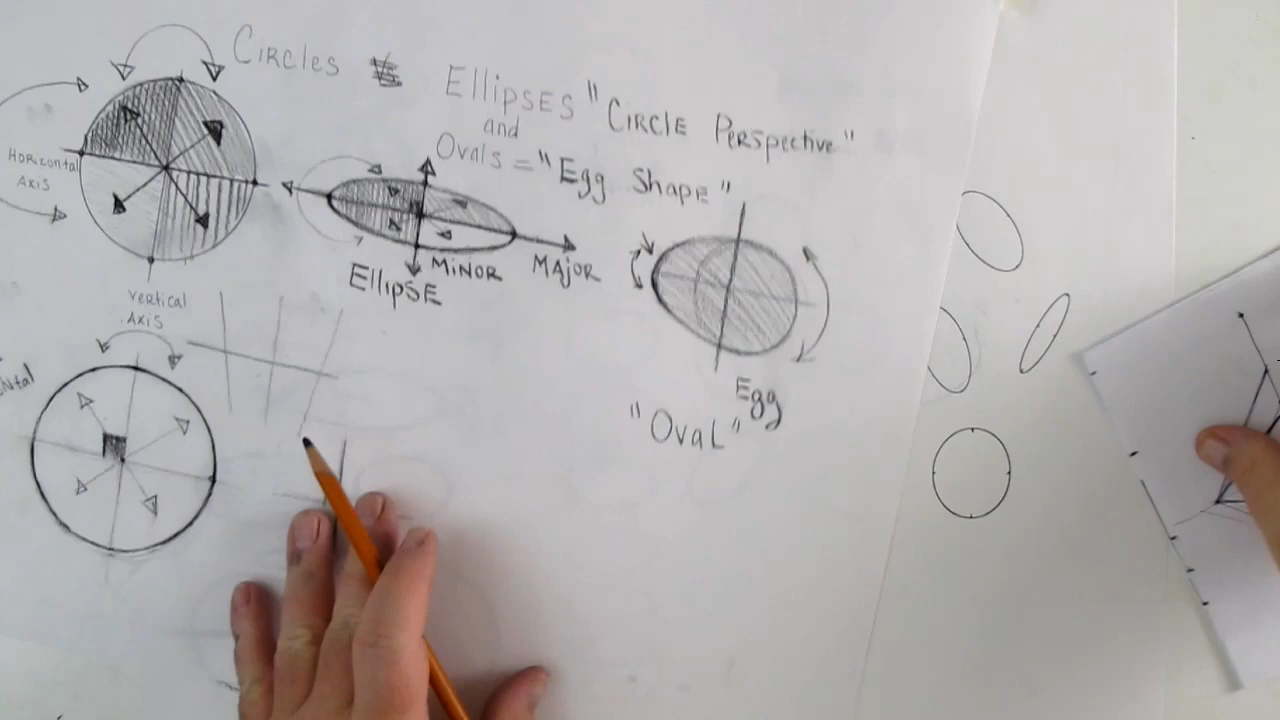 Circles
Ellipses "Circle Perspective"
and
Ovals = "Egg Shape"
Horizontal
Axis
Ellipse
Minor
Major
Vertical
Axis
Egg
"Oval"